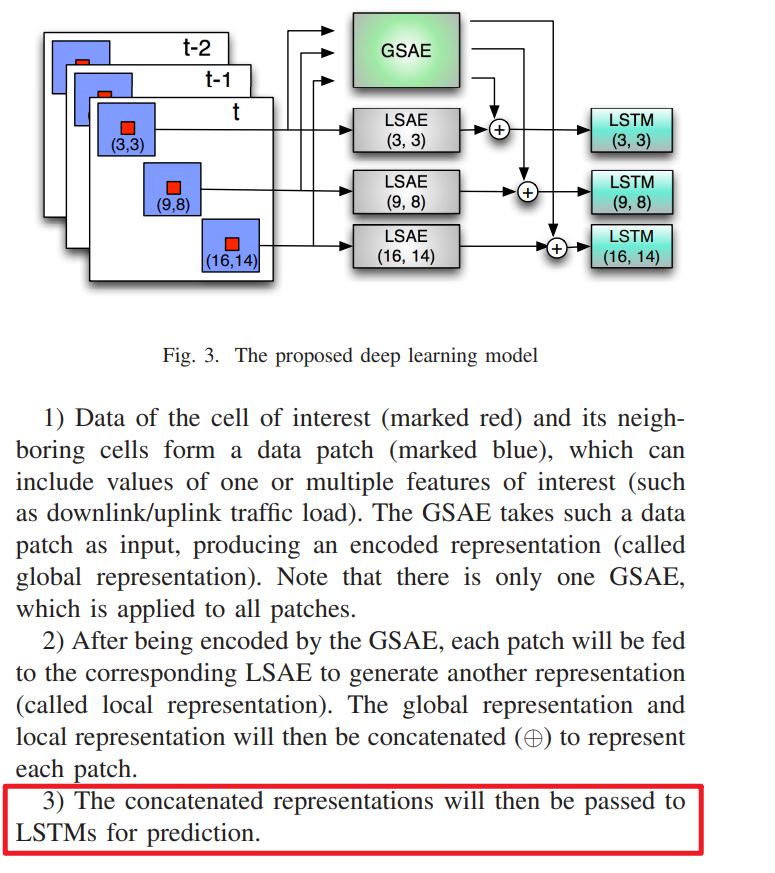 t-2
t-1
t
(3,3)
(9,8)
(16,14)
GSAE
LSAE
(3, 3)
LSAE
(9, 8)
LSAE
(16, 14)
LSTM
(3, 3)
LSTM
(9, 8)
LSTM
(16, 14)
Fig. 3. The proposed deep learning model
1) Data of the cell of interest (marked red) and its neigh-
boring cells form a data patch (marked blue), which can
include values of one or multiple features of interest (such
as downlink/uplink traffic load). The GSAE takes such a data
patch as input, producing an encoded representation (called
global representation). Note that there is only one GSAE,
which is applied to all patches.
2) After being encoded by the GSAE, each patch will be fed
to the corresponding LSAE to generate another representation
(called local representation). The global representation and
local representation will then be concatenated (⊕) to represent
each patch.
3) The concatenated representations will then be passed to
LSTMs for prediction.